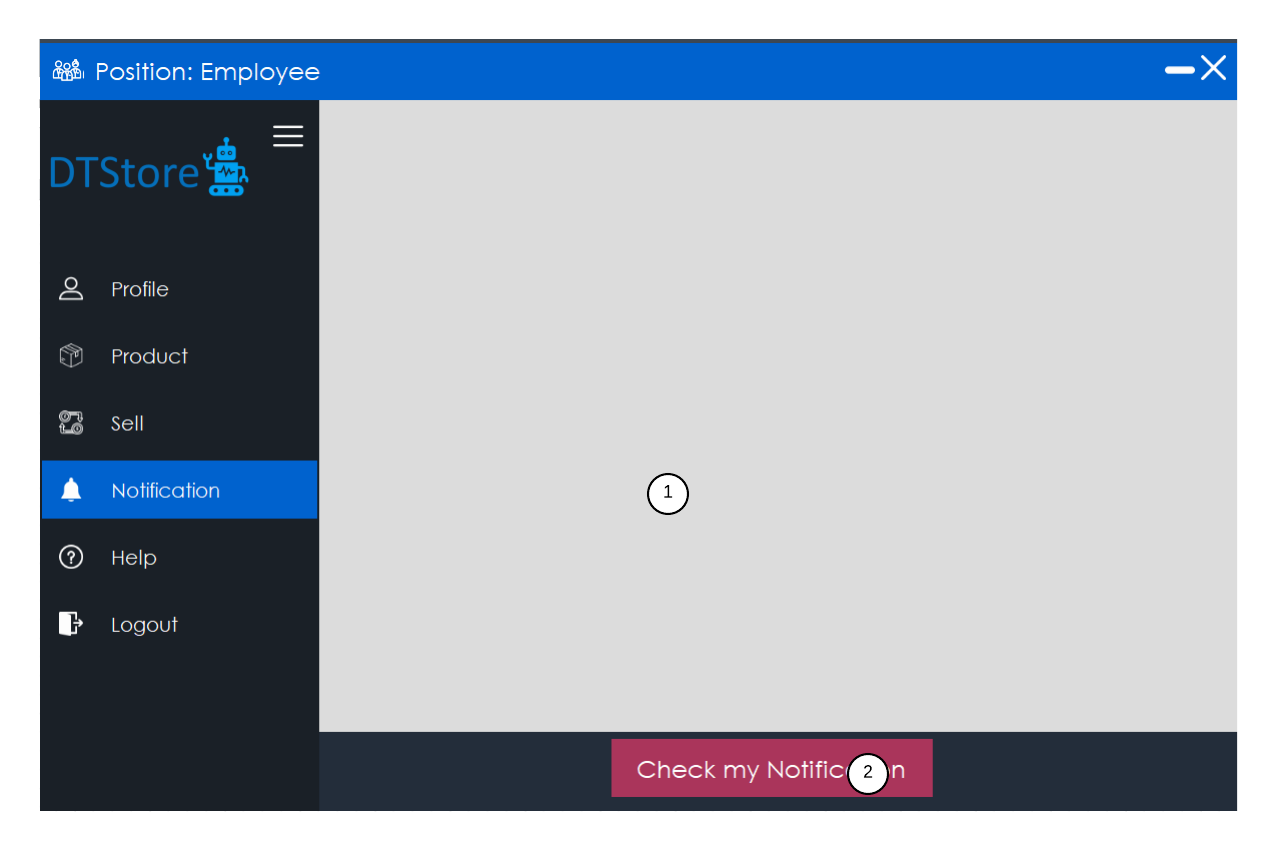 Position: Employee
DTStore
Profile
Product
Sell
Notification
1
Help
Logout
Check my Notific
2
n